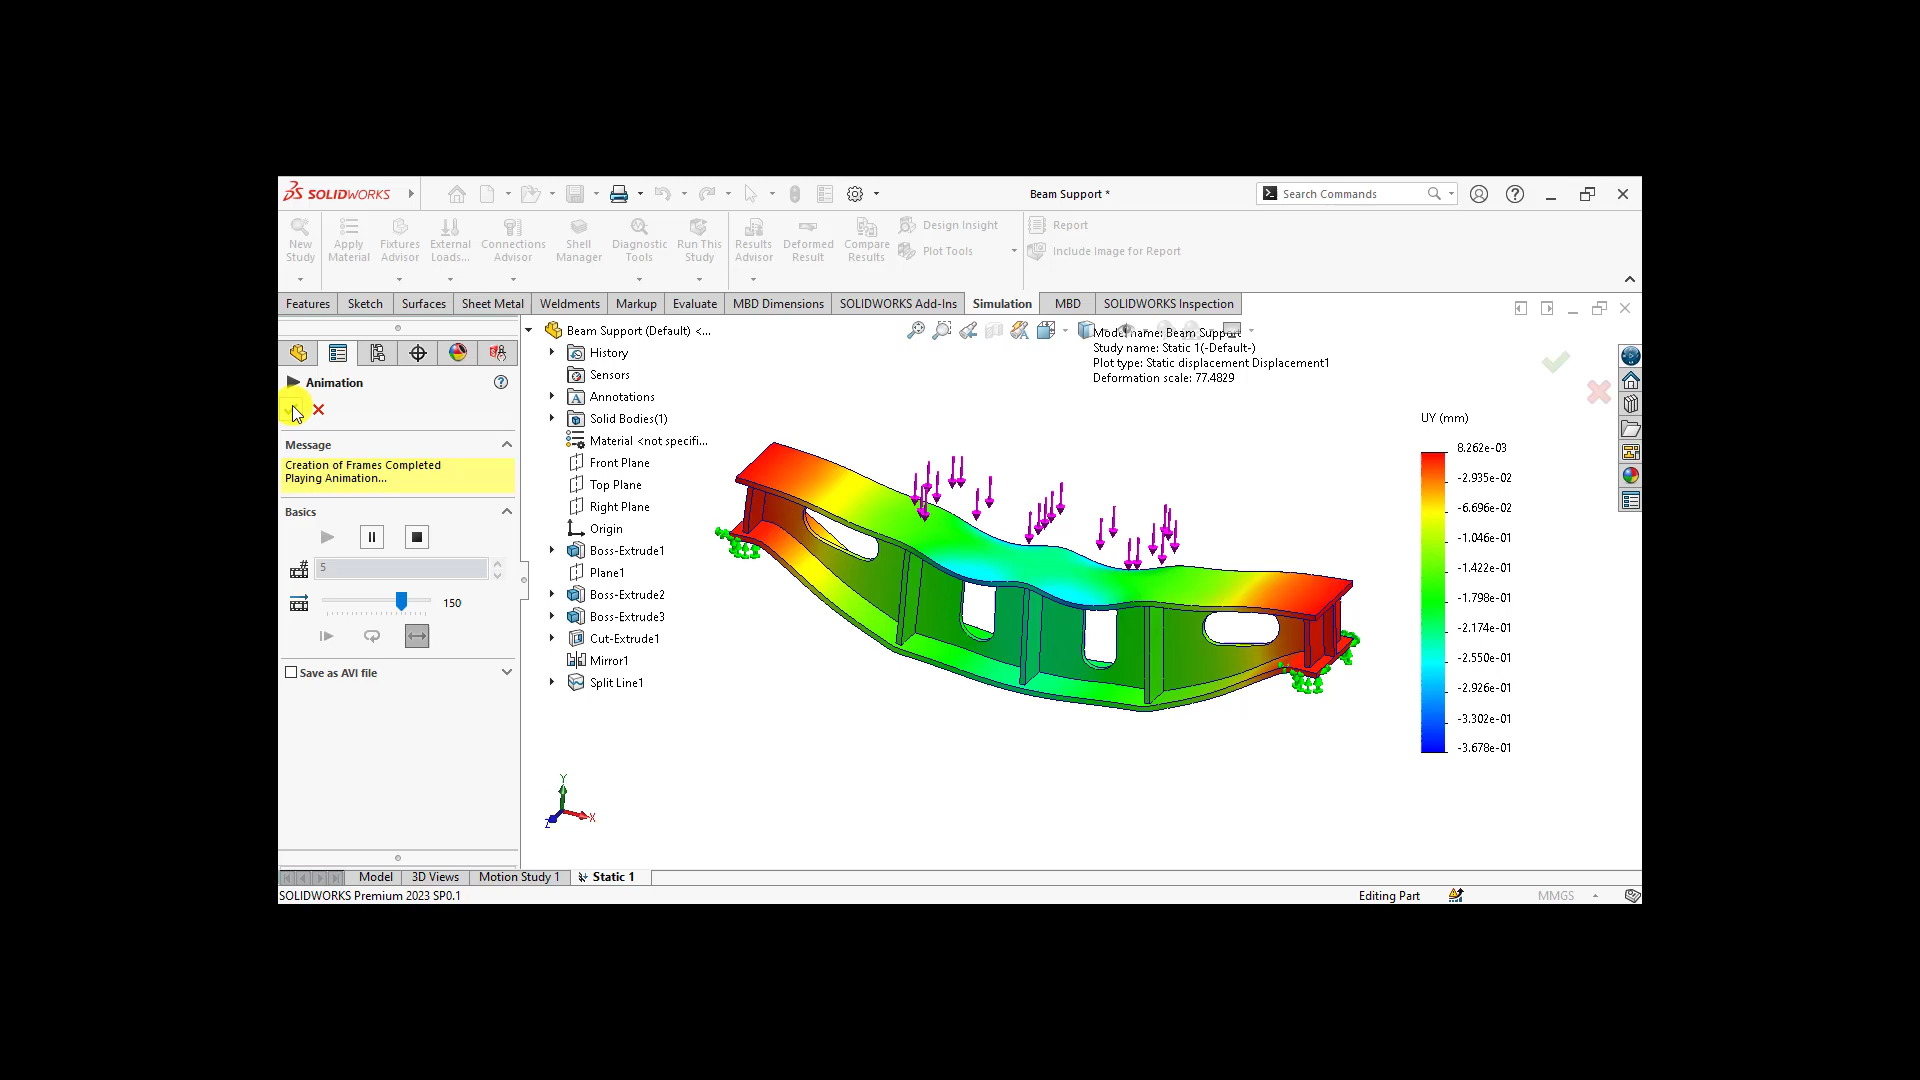 SOLIDWORKS
Beam Support *
Search Commands
New Study
Apply Material
Fixtures Advisor
External Loads...
Connections Advisor
Shell Manager
Diagnostic Tools
Run This Study
Results Advisor
Deformed Result
Compare Results
Design Insight
Plot Tools
Report
Include Image for Report
Features
Sketch
Surfaces
Sheet Metal
Weldments
Markup
Evaluate
MBD Dimensions
SOLIDWORKS Add-Ins
Simulation
MBD
SOLIDWORKS Inspection
Animation
Message
Creation of Frames Completed
Playing Animation...
Basics
5
150
Save as AVI file
Beam Support (Default) <...
History
Sensors
Annotations
Solid Bodies(1)
Material <not specifi...
Front Plane
Top Plane
Right Plane
Origin
Boss-Extrude1
Plane1
Boss-Extrude2
Boss-Extrude3
Cut-Extrude1
Mirror1
Split Line1
Model name: Beam Support
Study name: Static 1(-Default-)
Plot type: Static displacement Displacement1
Deformation scale: 77.4829
UY (mm)
8.262e-03
-2.935e-02
-6.696e-02
-1.046e-01
-1.422e-01
-1.798e-01
-2.174e-01
-2.550e-01
-2.926e-01
-3.302e-01
-3.678e-01
Y
X
Z
Model
3D Views
Motion Study 1
Static 1
SOLIDWORKS Premium 2023 SP0.1
Editing Part
MMGS